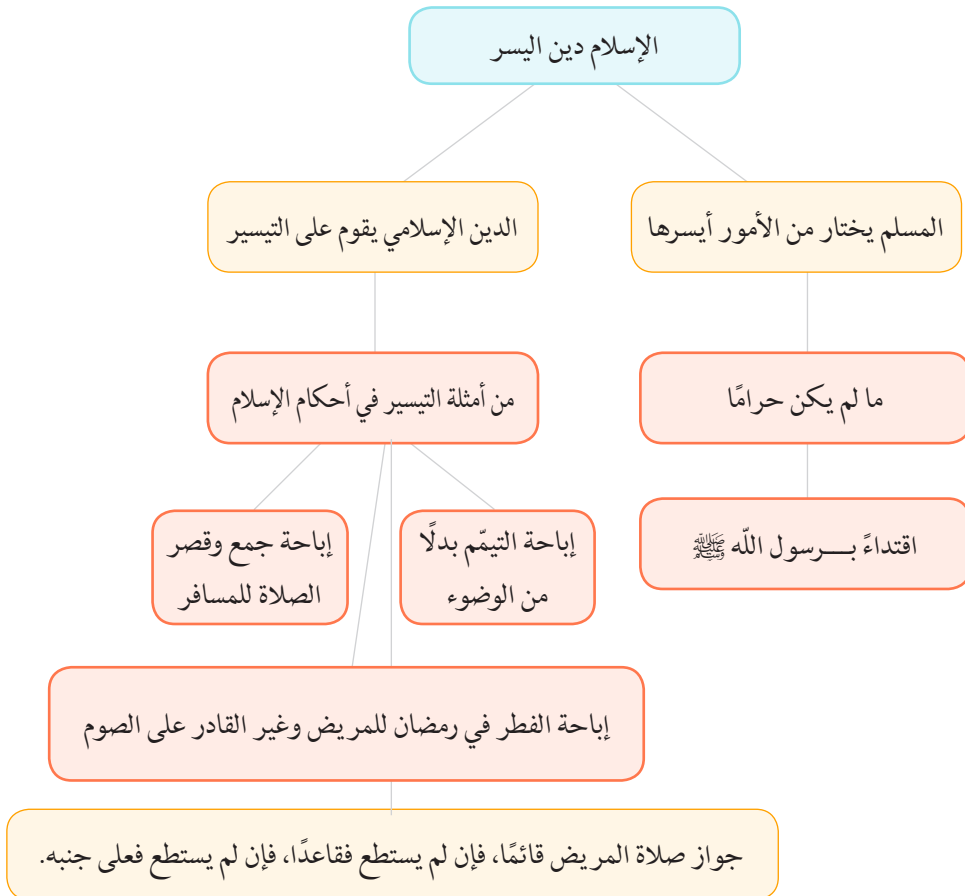 الإسلام دين اليسر
المسلم يختار من الأمور أيسرها
الدين الإسلامي يقوم على التيسير
ما لم يكن حرامًا
من أمثلة التيسير في أحكام الإسلام
اقتداءً بـــرسول اللّه ﷺ
إباحة التيمّم بدلًا
من الوضوء
إباحة جمع وقصر
الصلاة للمسافر
إباحة الفطر في رمضان للمريض وغير القادر على الصوم
جواز صلاة المريض قائمًا، فإن لم يستطع فقاعدًا، فإن لم يستطع فعلى جنبه.